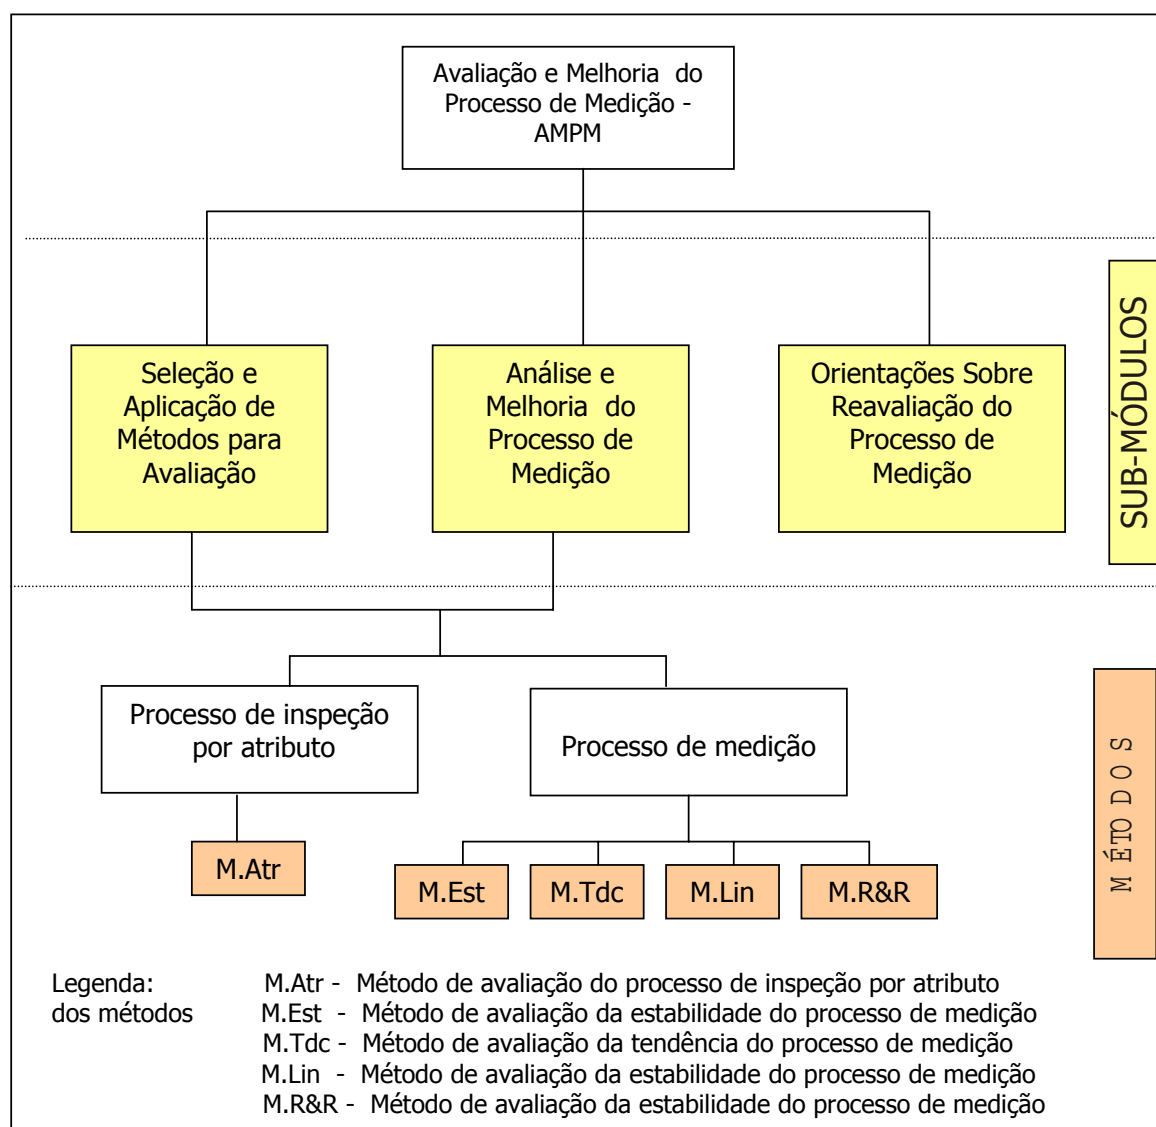 Avaliação e Melhoria do
Processo de Medição -
AMPM
Seleção e
Aplicação de
Métodos para
Avaliação
Análise e
Melhoria do
Processo de
Medição
Orientações Sobre
Reavaliação do
Processo de
Medição
SUB-MÓDULOS
Processo de inspeção
por atributo
Processo de medição
MÉTODOS
M.Atr
M.Est
M.Tdc
M.Lin
M.R&R
Legenda:
dos métodos
M.Atr - Método de avaliação do processo de inspeção por atributo
M.Est - Método de avaliação da estabilidade do processo de medição
M.Tdc - Método de avaliação da tendência do processo de medição
M.Lin - Método de avaliação da estabilidade do processo de medição
M.R&R - Método de avaliação da estabilidade do processo de medição